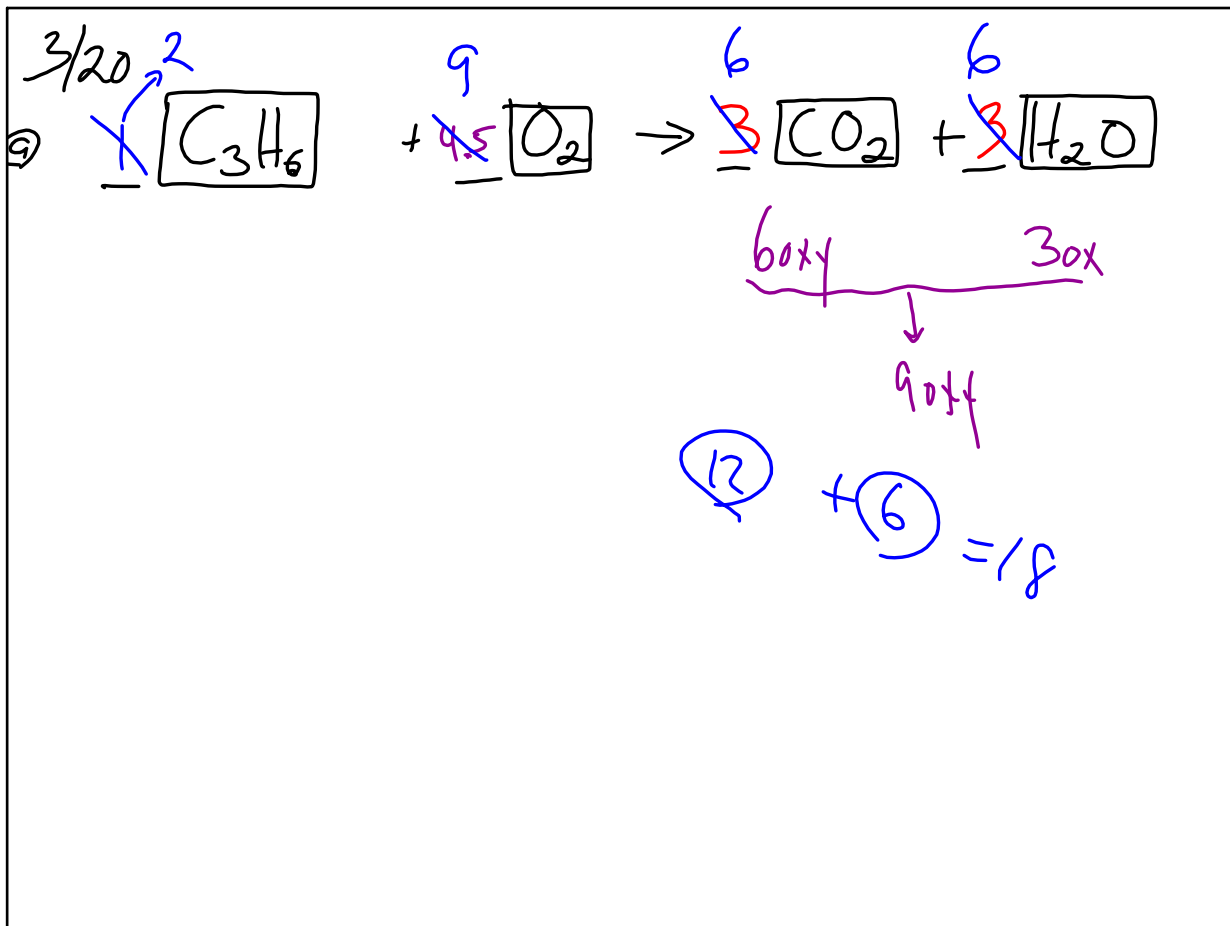 3/20 2 9 6 6
a 1 C₃H₆ + 4.5 O₂ → 3 CO₂ + 3 H₂O
6oxy 3ox
9oxy
12 + 6 = 18